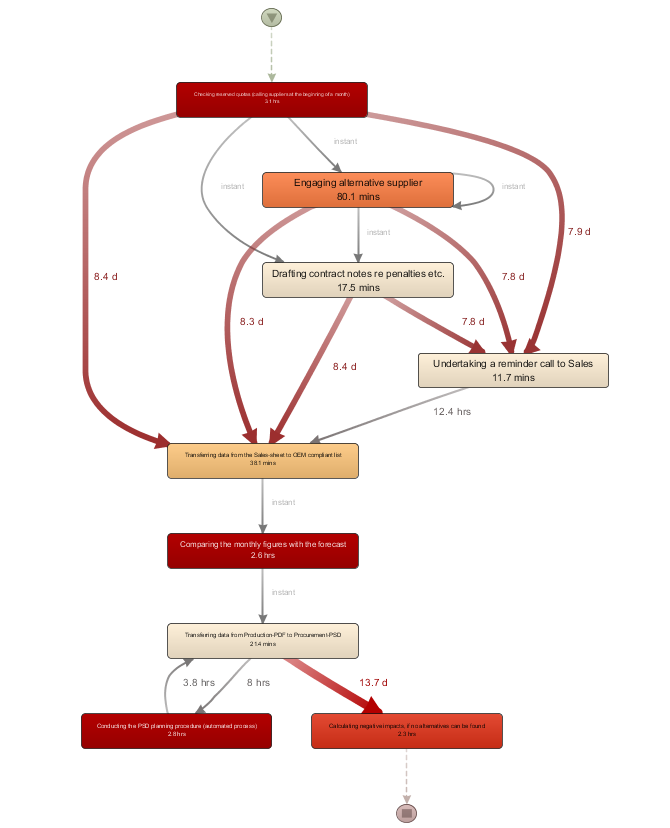 Checking reserved quotas (calling suppliers at the beginning of a month)
3.1 hrs
instant
Engaging alternative supplier
80.1 mins
instant
instant
instant
7.9 d
Drafting contract notes re penalties etc.
17.5 mins
8.4 d
7.8 d
8.3 d
7.8 d
8.4 d
Undertaking a reminder call to Sales
11.7 mins
12.4 hrs
Transferring data from the Sales-sheet to OEM compliant list
38.1 mins
instant
Comparing the monthly figures with the forecast
2.6 hrs
instant
Transferring data from Production-PDF to Procurement-PSD
21.4 mins
3.8 hrs
8 hrs
13.7 d
Conducting the PSD planning procedure (automated process)
2.8 hrs
Calculating negative impacts, if no alternatives can be found
2.3 hrs